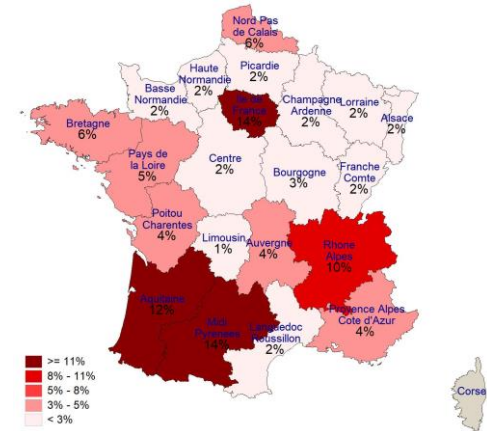 Nord Pas
de Calais
6%
Haute
Normandie
2%
Picardie
2%
Basse
Normandie
2%
Ile de
France
14%
Champagne
Ardenne
2%
Lorraine
2%
Alsace
2%
Bretagne
6%
Pays de
la Loire
5%
Centre
2%
Bourgogne
3%
Franche
Comte
2%
Poitou
Charentes
4%
Limousin
1%
Auvergne
4%
Rhone
Alpes
10%
Aquitaine
12%
Midi
Pyrenees
14%
Languedoc
Roussillon
2%
Provence Alpes
Cote d'Azur
4%
Corse
>= 11%
8% - 11%
5% - 8%
3% - 5%
< 3%